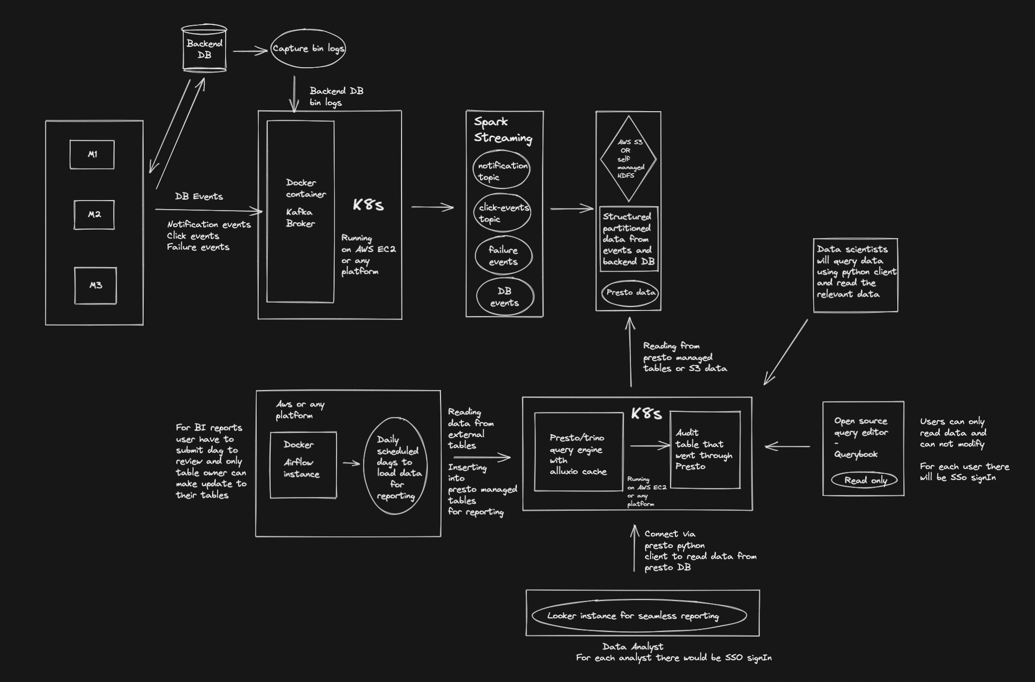 Backend
DB
Capture bin logs
Backend DB
bin logs
M1
M2
M3
DB Events
Notification events
Click events
Failure events
Docker
container
Kafka
Broker
K8s
Running
on AWS EC2
or any
platform
Spark
Streaming
notification
topic
click-events
topic
failure
events
DB
events
AWS S3
OR
self
managed
HDFS
Structured
partitioned
data from
events and
backend DB
Presto data
Data scientists
will query data
using python client
and read the
relevant data
Reading from
presto managed
tables or S3 data
For BI reports
user have to
submit dag to
review and only
table owner can
make update to
their tables
Aws or any
platform
Docker
Airflow
instance
Daily
scheduled
dags to
load data
for
reporting
Reading
data from
external
tables
Inserting
into
presto managed
tables
for reporting
K8s
Presto/trino
query engine
with
alluxio cache
Audit
table that
went through
Presto
Running
on AWS EC2
or any
platform
Open source
query editor
-
Querybook
Read only
Users can only
read data and
can not modify
For each user there
will be SSo signIn
Connect via
presto python
client to read data from
presto DB
Looker instance for seamless reporting
Data Analyst
For each analyst there would be SSO signIn